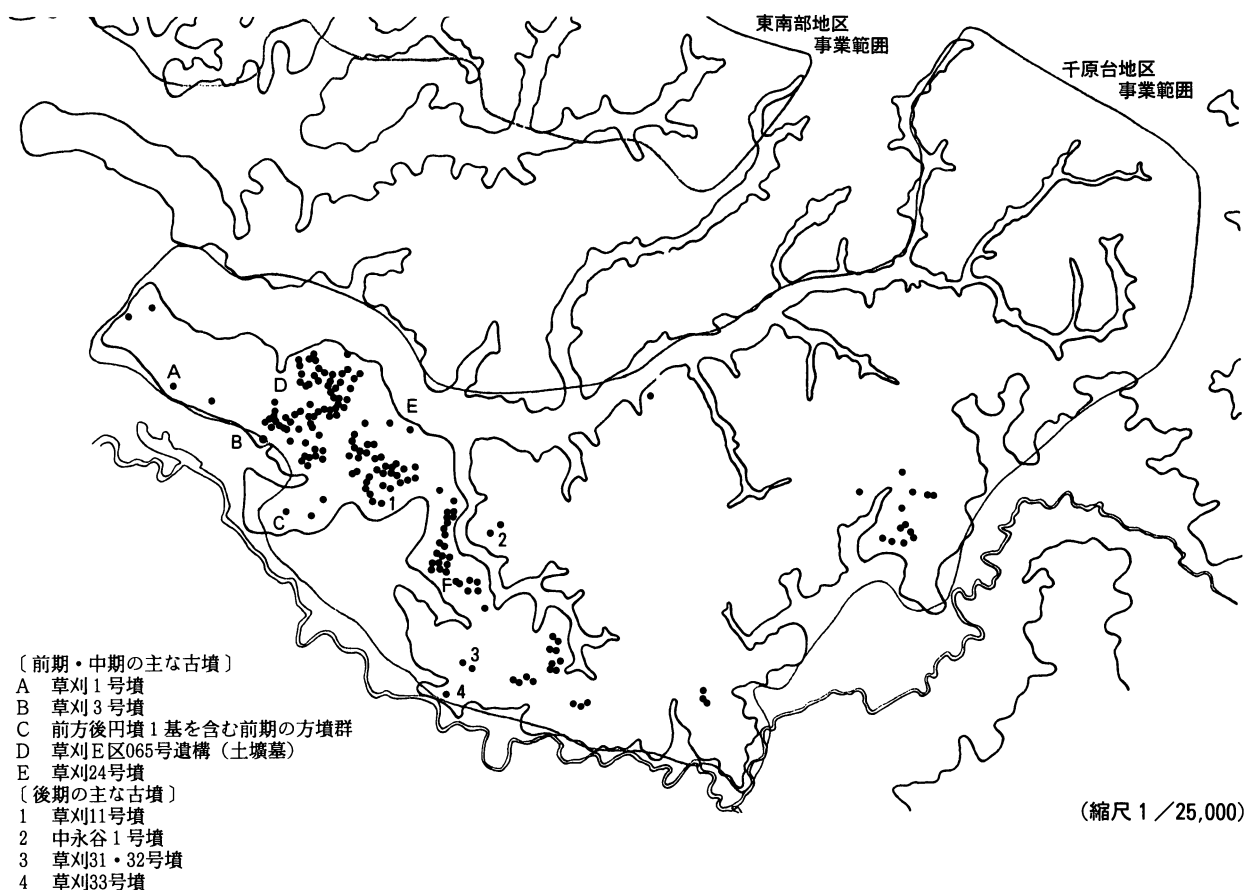 東南部地区
事業範囲
千原台地区
事業範囲
A
D
E
B
C
1
2
F
3
4
〔前期・中期の主な古墳〕
A 草刈1号墳
B 草刈3号墳
C 前方後円墳1基を含む前期の方墳群
D 草刈E区065号遺構（土壙墓）
E 草刈24号墳
〔後期の主な古墳〕
1 草刈11号墳
2 中永谷1号墳
3 草刈31・32号墳
4 草刈33号墳
(縮尺1／25,000)